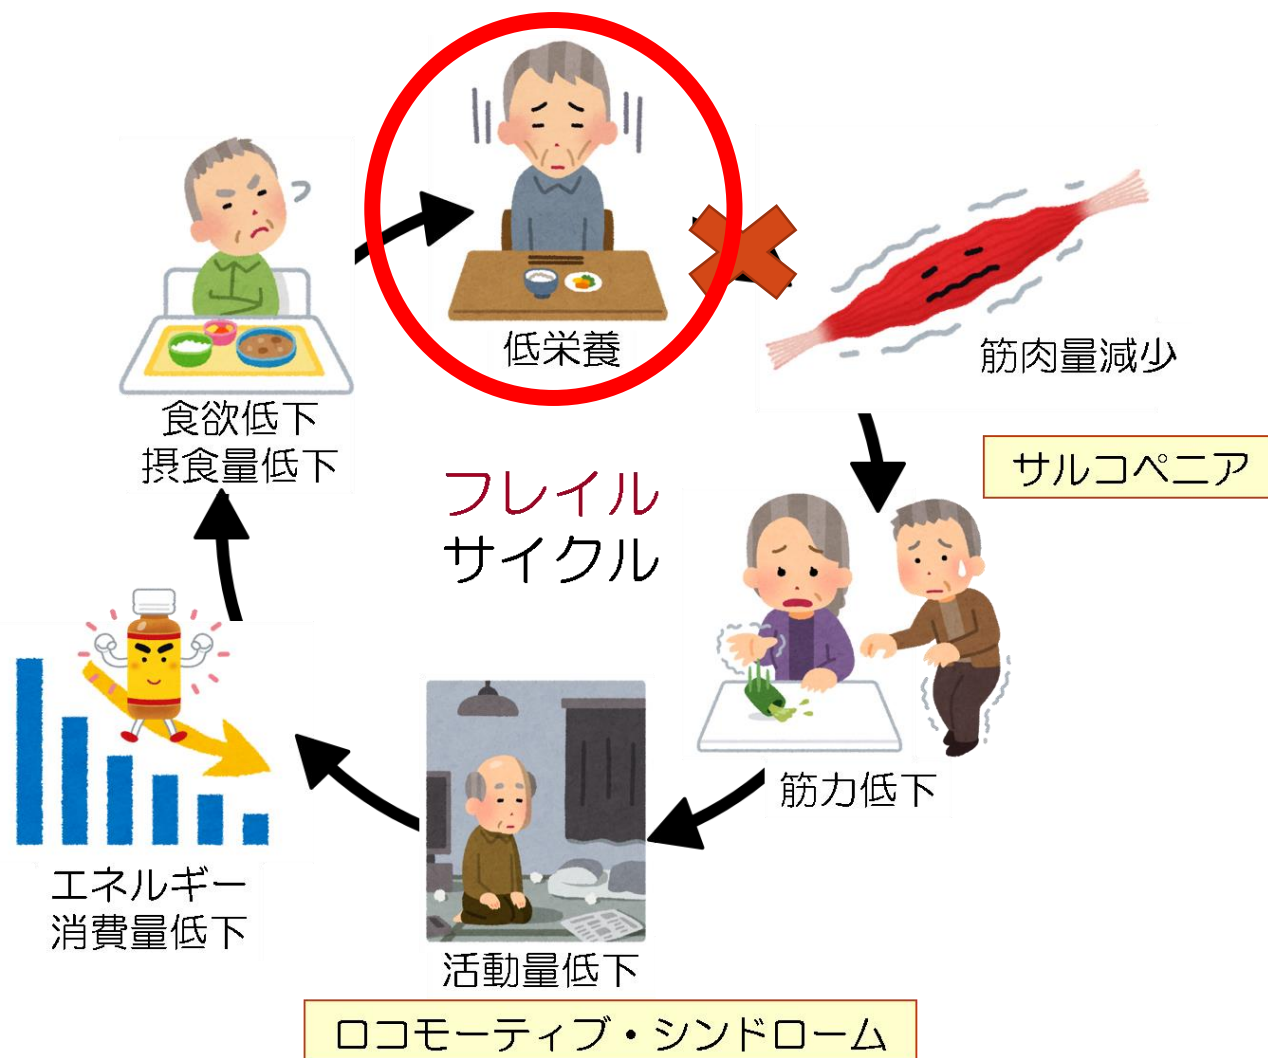 低栄養
筋肉量減少
サルコペニア
食欲低下
摂食量低下
フレイル
サイクル
筋力低下
エネルギー
消費量低下
活動量低下
ロコモーティブ・シンドローム